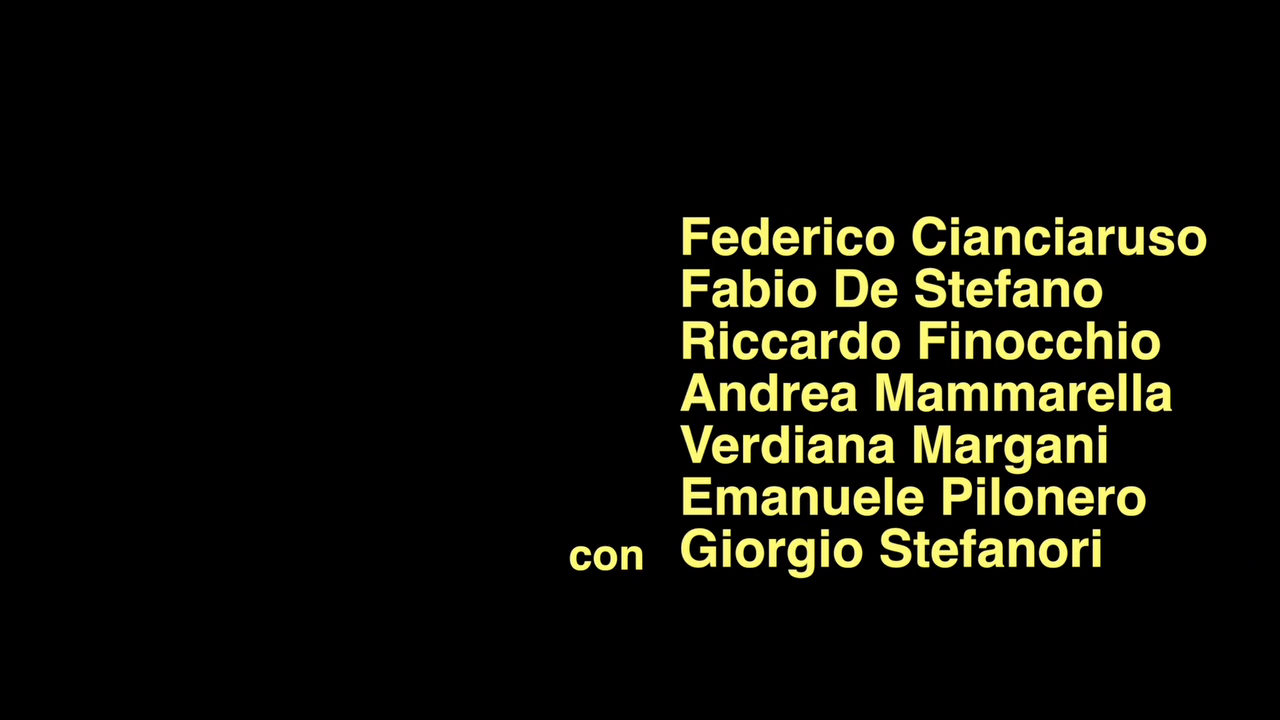 Federico Cianciaruso
Fabio De Stefano
Riccardo Finocchio
Andrea Mammarella
Verdiana Margani
Emanuele Pilonero
con Giorgio Stefanori